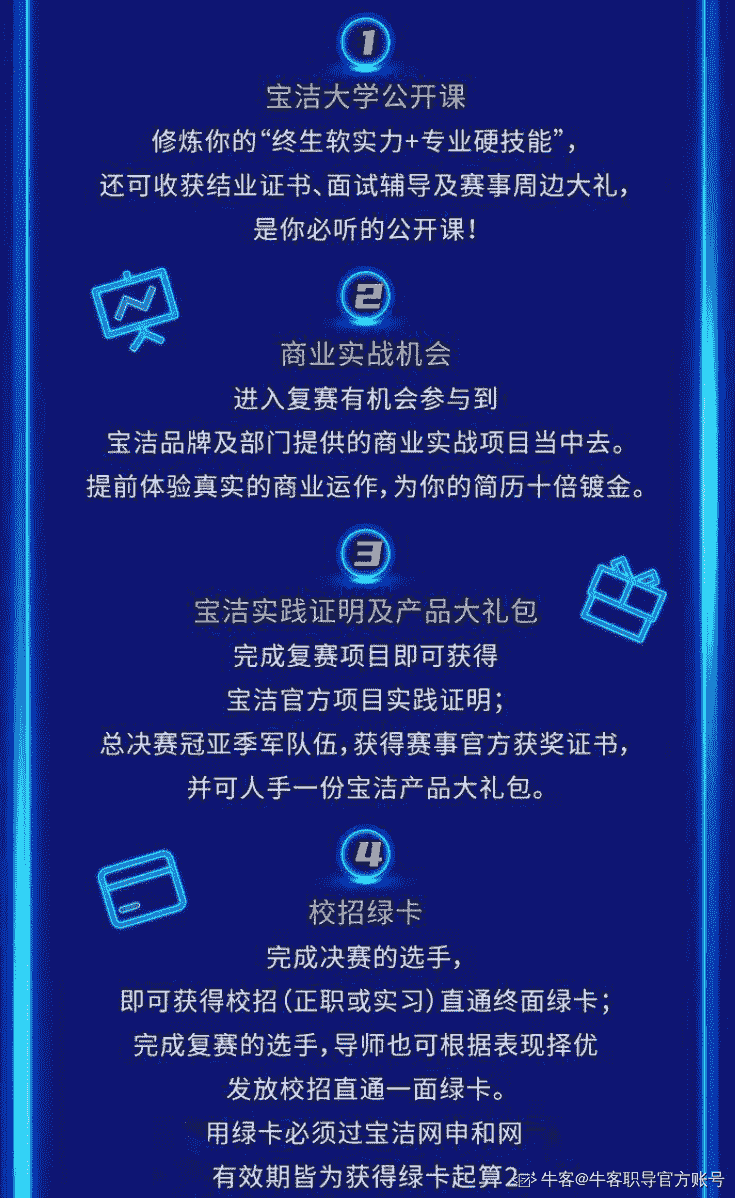 1
宝洁大学公开课
修炼你的“终生软实力+专业硬技能”，
还可收获结业证书、面试辅导及赛事周边大礼，
是你必听的公开课！
2
商业实战机会
进入复赛有机会参与到
宝洁品牌及部门提供的商业实战项目当中去。
提前体验真实的商业运作，为你的简历十倍镀金。
3
宝洁实践证明及产品大礼包
完成复赛项目即可获得
宝洁官方项目实践证明；
总决赛冠亚季军队伍，获得赛事官方获奖证书，
并可人手一份宝洁产品大礼包。
4
校招绿卡
完成决赛的选手，
即可获得校招（正职或实习）直通终面绿卡；
完成复赛的选手，导师也可根据表现择优
发放校招直通一面绿卡。
用绿卡必须过宝洁网申和网
有效期皆为获得绿卡起算2
牛客@牛客职导官方账号